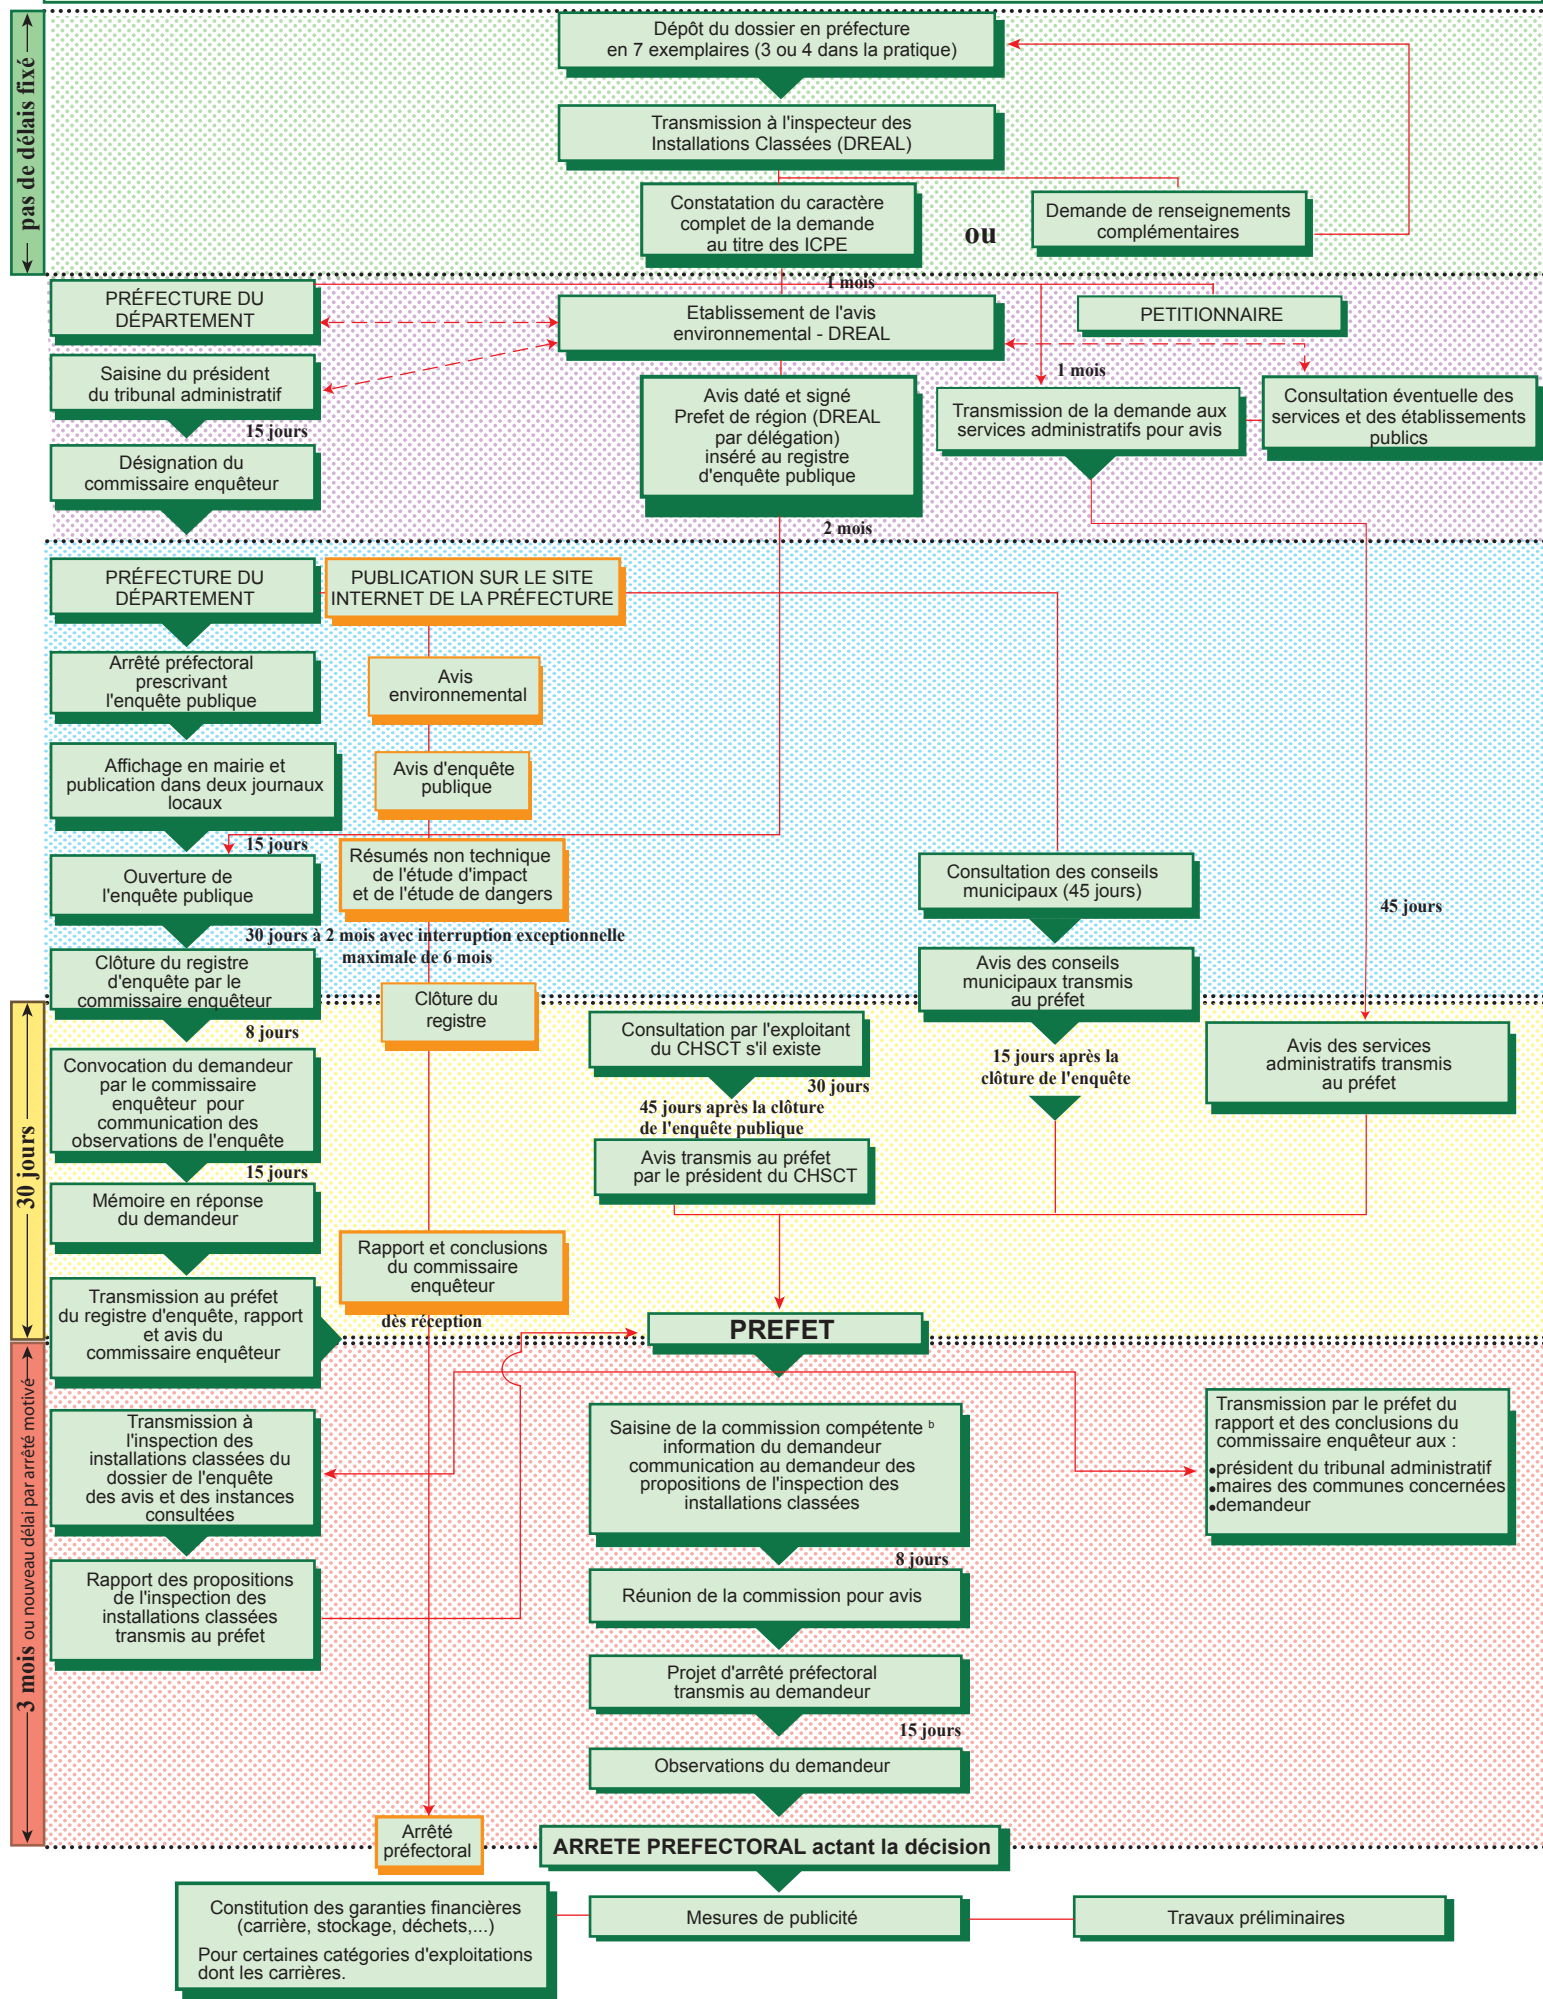 pas de délais fixé
Dépôt du dossier en préfecture
en 7 exemplaires (3 ou 4 dans la pratique)
Transmission à l'inspecteur des
Installations Classées (DREAL)
Constatation du caractère
complet de la demande
au titre des ICPE
ou
Demande de renseignements
complémentaires
1 mois
PRÉFECTURE DU
DÉPARTEMENT
Etablissement de l'avis
environnemental - DREAL
PETITIONNAIRE
Saisine du président
du tribunal administratif
15 jours
Désignation du
commissaire enquêteur
Avis daté et signé
Prefet de région (DREAL
par délégation)
inséré au registre
d'enquête publique
2 mois
1 mois
Transmission de la demande aux
services administratifs pour avis
Consultation éventuelle des
services et des établissements
publics
PRÉFECTURE DU
DÉPARTEMENT
PUBLICATION SUR LE SITE
INTERNET DE LA PRÉFECTURE
Arrêté préfectoral
prescrivant
l'enquête publique
Avis
environnemental
Affichage en mairie et
publication dans deux journaux
locaux
Avis d'enquête
publique
15 jours
Ouverture de
l'enquête publique
Résumés non technique
de l'étude d'impact
et de l'étude de dangers
Consultation des conseils
municipaux (45 jours)
45 jours
30 jours à 2 mois avec interruption exceptionnelle
maximale de 6 mois
Clôture du registre
d'enquête par le
commissaire enquêteur
Avis des conseils
municipaux transmis
au préfet
30 jours
8 jours
Clôture du
registre
Consultation par l'exploitant
du CHSCT s'il existe
30 jours
15 jours après la
clôture de l'enquête
Avis des services
administratifs transmis
au préfet
Convocation du demandeur
par le commissaire
enquêteur pour
communication des
observations de l'enquête
45 jours après la clôture
de l'enquête publique
15 jours
Avis transmis au préfet
par le président du CHSCT
Mémoire en réponse
du demandeur
Rapport et conclusions
du commissaire
enquêteur
dès réception
Transmission au préfet
du registre d'enquête, rapport
et avis du
commissaire enquêteur
PREFET
3 mois ou nouveau délai par arrêté motivé
Transmission à
l'inspection des
installations classées du
dossier de l'enquête
des avis et des instances
consultées
Saisine de la commission compétente b
information du demandeur
communication au demandeur des
propositions de l'inspection des
installations classées
Transmission par le préfet du
rapport et des conclusions du
commissaire enquêteur aux :
•président du tribunal administratif
•maires des communes concernées
•demandeur
8 jours
Rapport des propositions
de l'inspection des
installations classées
transmis au préfet
Réunion de la commission pour avis
Projet d'arrêté préfectoral
transmis au demandeur
15 jours
Observations du demandeur
Arrêté
préfectoral
ARRETE PREFECTORAL actant la décision
Constitution des garanties financières
(carrière, stockage, déchets,...)
Pour certaines catégories d'exploitations
dont les carrières.
Mesures de publicité
Travaux préliminaires